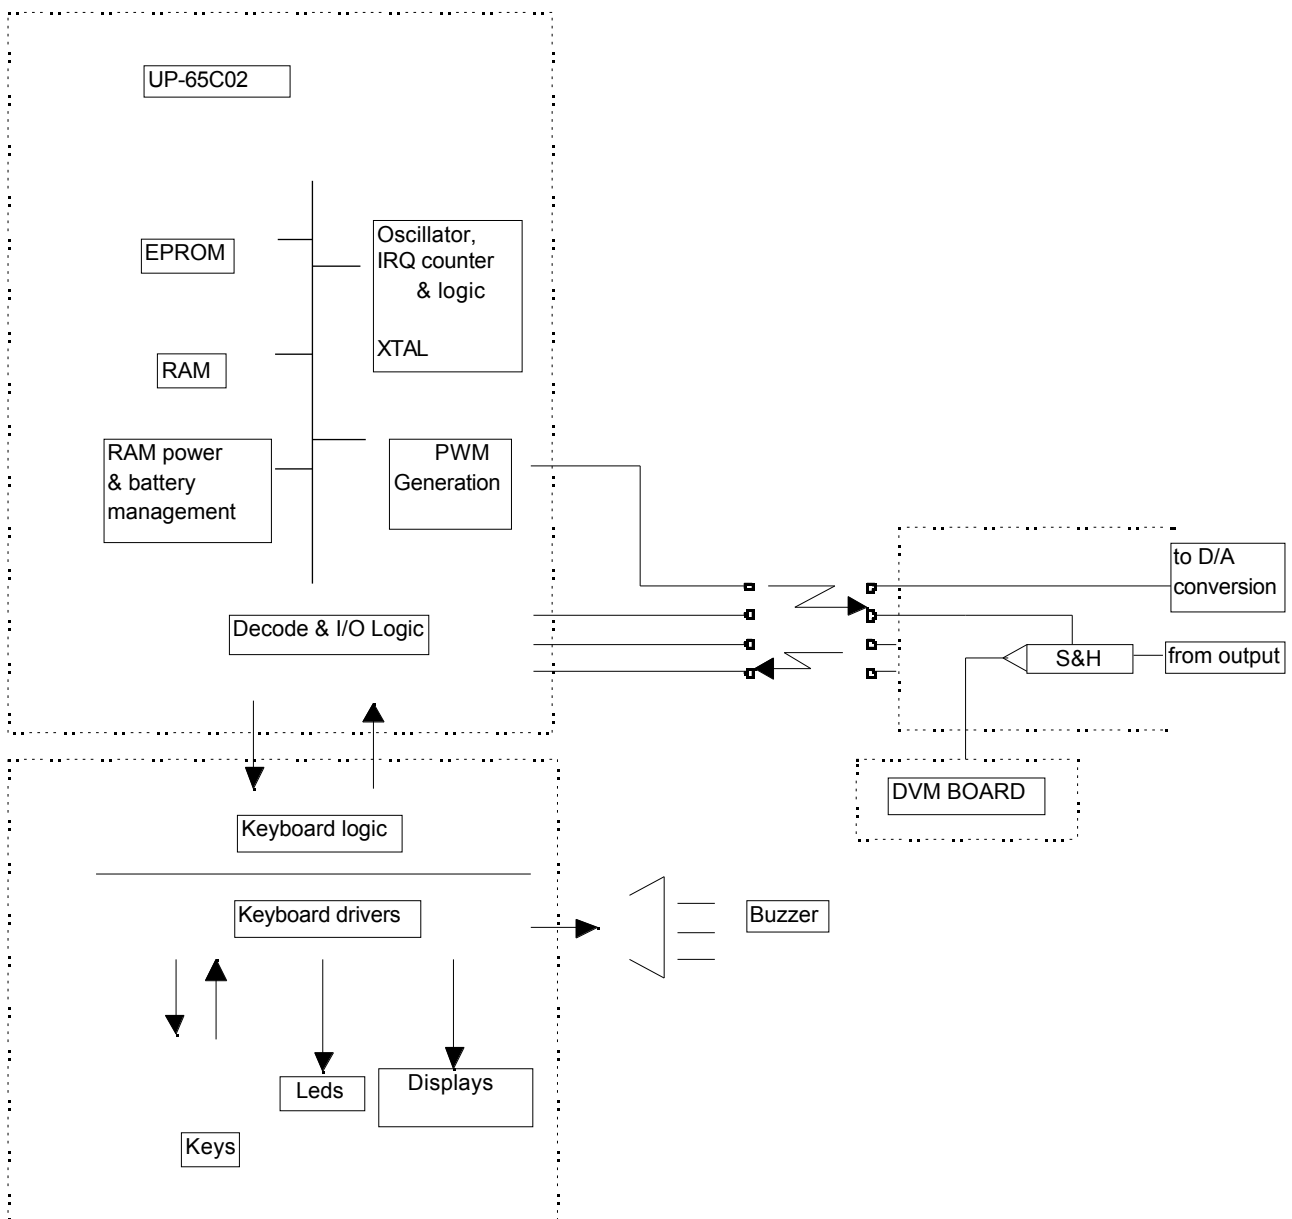 UP-65C02
EPROM
Oscillator,
IRQ counter
& logic
XTAL
RAM
RAM power
& battery
management
PWM
Generation
Decode & I/O Logic
to D/A
conversion
S&H
from output
DVM BOARD
Keyboard logic
Keyboard drivers
Buzzer
Leds
Displays
Keys